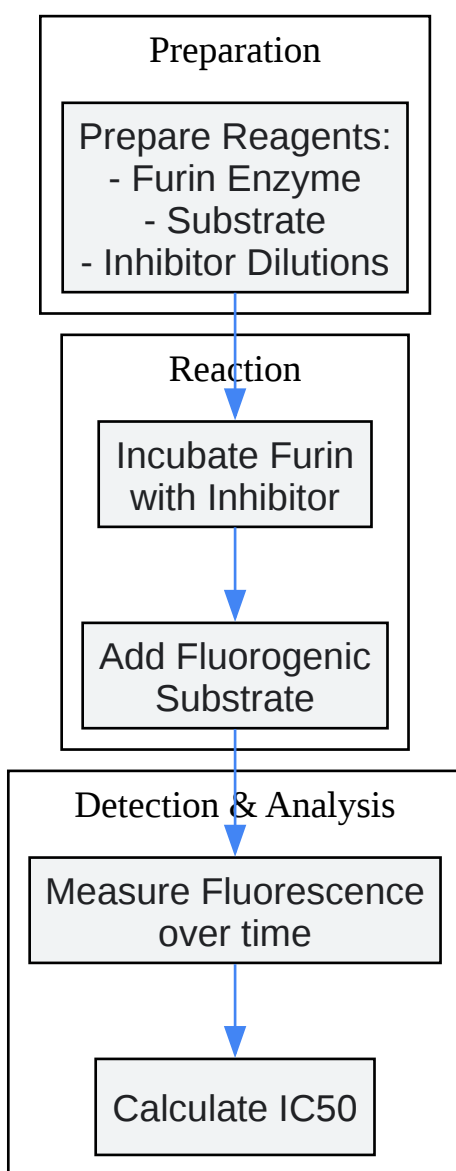 Preparation
Prepare Reagents:
- Furin Enzyme
- Substrate
- Inhibitor Dilutions
Reaction
Incubate Furin
with Inhibitor
Add Fluorogenic
Substrate
Detection & Analysis
Measure Fluorescence
over time
Calculate IC50